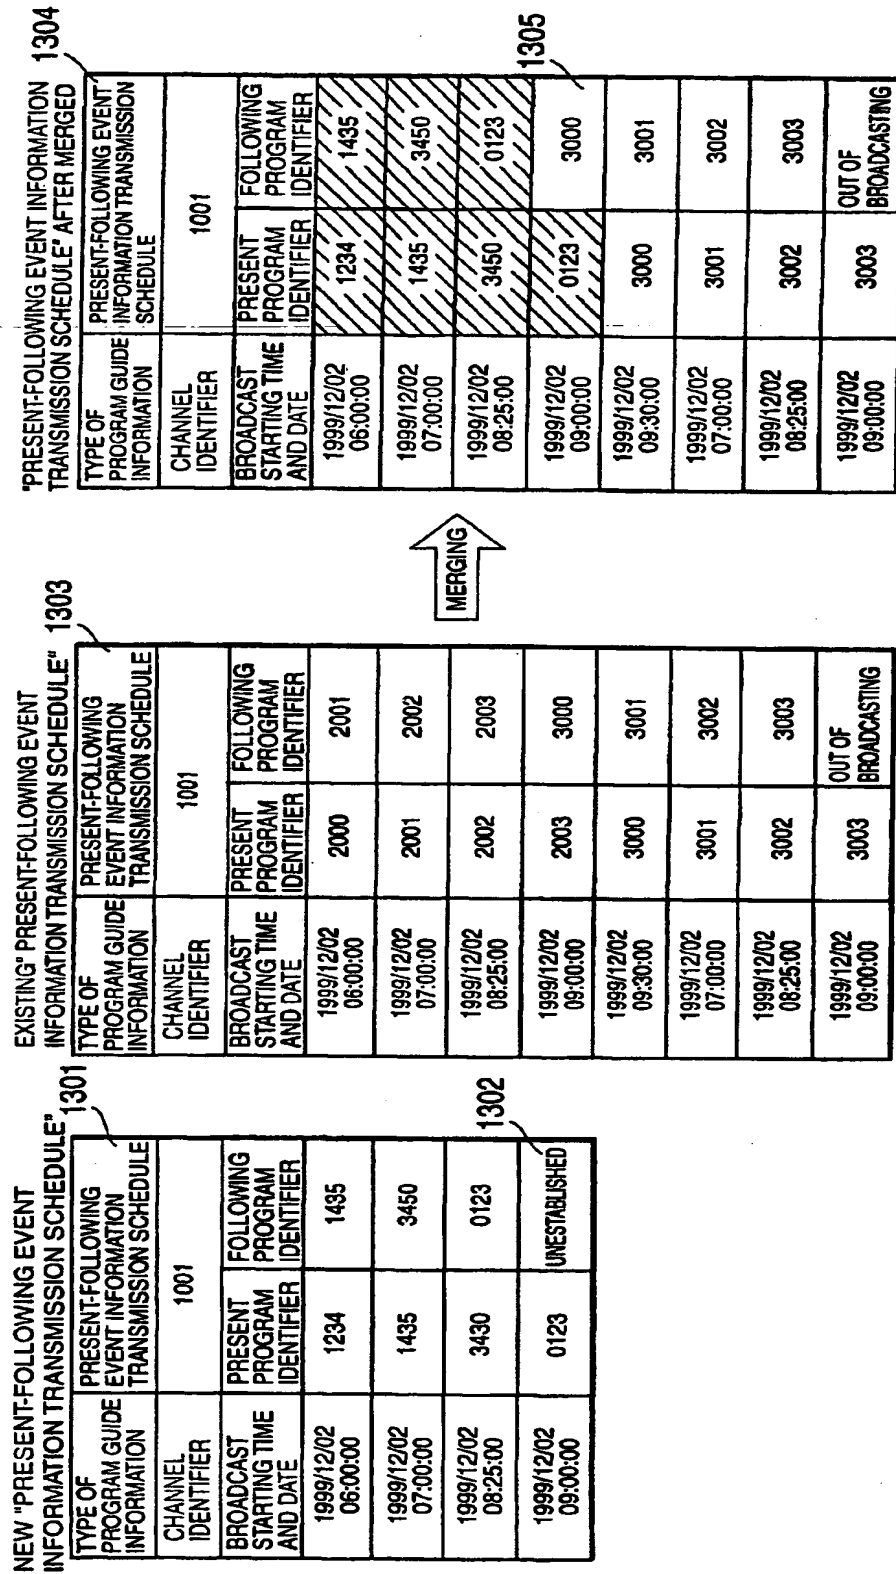 NEW "PRESENT-FOLLOWING EVENT
INFORMATION TRANSMISSION SCHEDULE"
1301
TYPE OF
PROGRAM GUIDE
INFORMATION
PRESENT-FOLLOWING
EVENT INFORMATION
TRANSMISSION SCHEDULE
CHANNEL
IDENTIFIER
1001
BROADCAST
STARTING TIME
AND DATE
PRESENT
PROGRAM
IDENTIFIER
FOLLOWING
PROGRAM
IDENTIFIER
1999/12/02
06:00:00
1234
1435
1999/12/02
07:00:00
1435
3450
1999/12/02
08:25:00
3430
0123
1302
1999/12/02
09:00:00
0123
UNESTABLISHED
EXISTING" PRESENT-FOLLOWING EVENT
INFORMATION TRANSMISSION SCHEDULE"
1303
TYPE OF
PROGRAM GUIDE
INFORMATION
PRESENT-FOLLOWING
EVENT INFORMATION
TRANSMISSION SCHEDULE
CHANNEL
IDENTIFIER
1001
BROADCAST
STARTING TIME
AND DATE
PRESENT
PROGRAM
IDENTIFIER
FOLLOWING
PROGRAM
IDENTIFIER
1999/12/02
06:00:00
2000
2001
1999/12/02
07:00:00
2001
2002
1999/12/02
08:25:00
2002
2003
1999/12/02
09:00:00
2003
3000
1999/12/02
09:30:00
3000
3001
1999/12/02
07:00:00
3001
3002
1999/12/02
08:25:00
3002
3003
1999/12/02
09:00:00
3003
OUT OF
BROADCASTING
MERGING
"PRESENT-FOLLOWING EVENT INFORMATION
TRANSMISSION SCHEDULE" AFTER MERGED
1304
TYPE OF
PROGRAM GUIDE
INFORMATION
PRESENT-FOLLOWING EVENT
INFORMATION TRANSMISSION
SCHEDULE
CHANNEL
IDENTIFIER
1001
BROADCAST
STARTING TIME
AND DATE
PRESENT
PROGRAM
IDENTIFIER
FOLLOWING
PROGRAM
IDENTIFIER
1999/12/02
06:00:00
1234
1435
1999/12/02
07:00:00
1435
3450
1999/12/02
08:25:00
3450
0123
1305
1999/12/02
09:00:00
0123
3000
1999/12/02
09:30:00
3000
3001
1999/12/02
07:00:00
3001
3002
1999/12/02
08:25:00
3002
3003
1999/12/02
09:00:00
3003
OUT OF
BROADCASTING